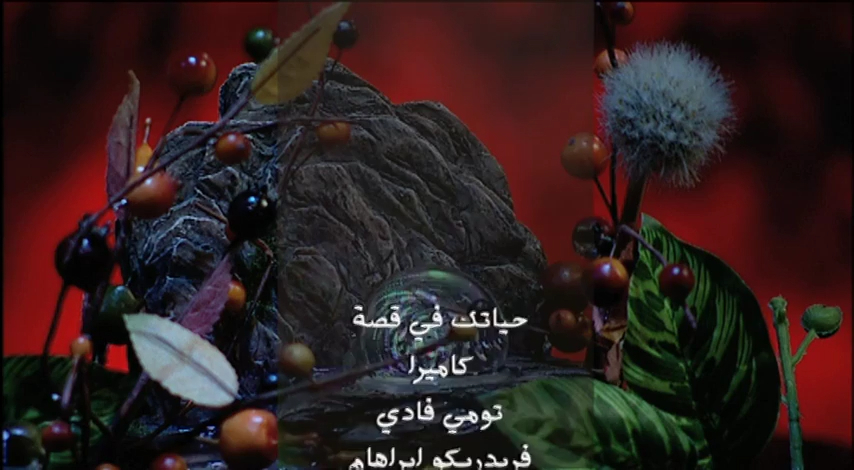 حياتك في قصة
كاميرا
تومي فادي
فريدريكو ابراهام